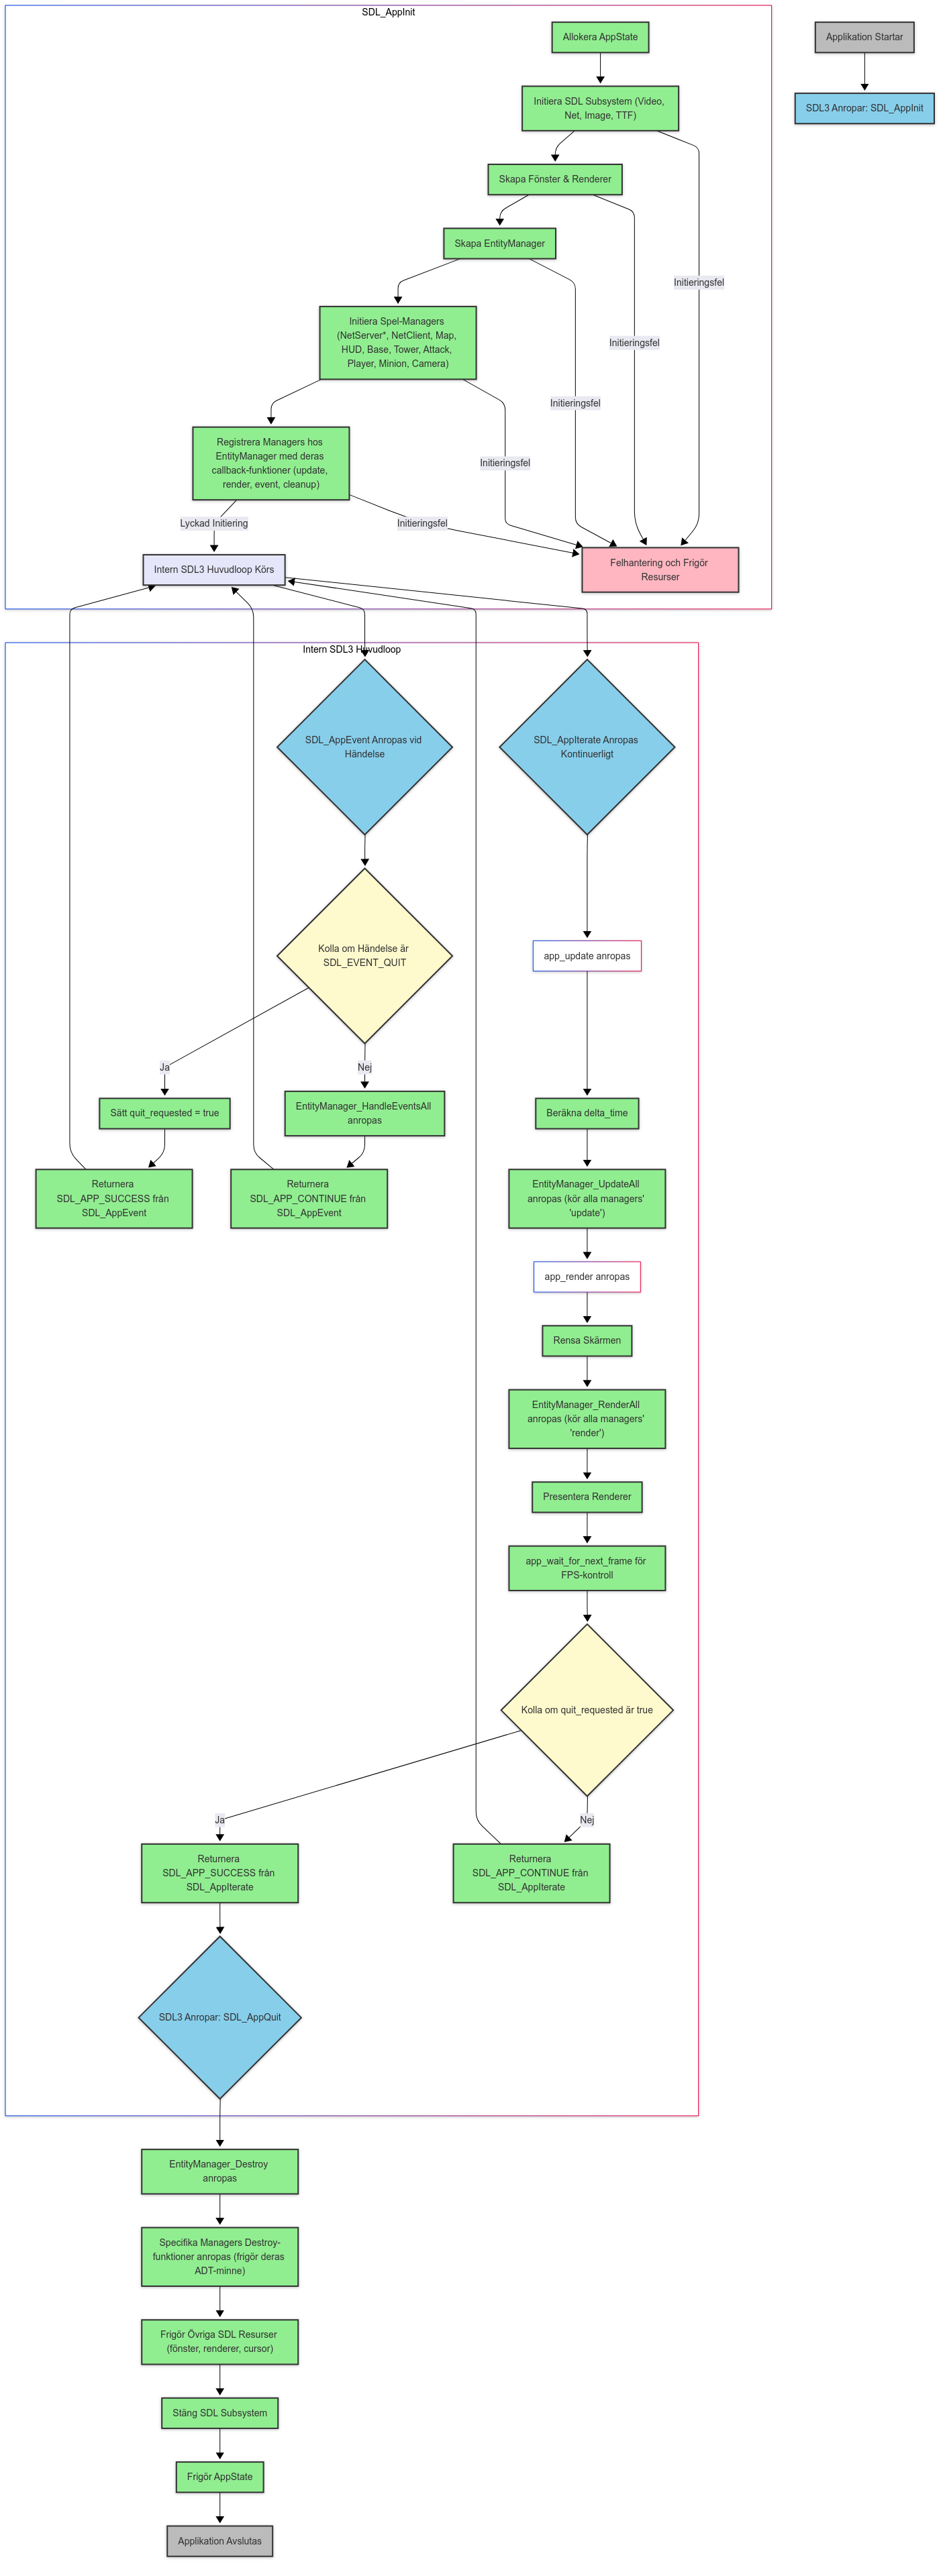 SDL_AppInit
Applikation Startar
SDL3 Anropar: SDL_AppInit
Allokera AppState
Initiera SDL Subsystem (Video,
Net, Image, TTF)
Skapa Fönster & Renderer
Skapa EntityManager
Initieringsfel
Initiera Spel-Managers
(NetServer*, NetClient, Map,
HUD, Base, Tower, Attack,
Player, Minion, Camera)
Initieringsfel
Initieringsfel
Registrera Managers hos
EntityManager med deras
callback-funktioner (update,
render, event, cleanup)
Initieringsfel
Lyckad Initiering
Initieringsfel
Intern SDL3 Huvudloop Körs
Felhantering och Frigör
Resurser
Intern SDL3 Huvudloop
SDL_AppEvent Anropas vid
Händelse
SDL_AppIterate Anropas
Kontinuerligt
Kolla om Händelse är
SDL_EVENT_QUIT
app_update anropas
Ja
Nej
Sätt quit_requested = true
EntityManager_HandleEventsAll
anropas
Beräkna delta_time
Returnera
SDL_APP_SUCCESS från
SDL_AppEvent
Returnera
SDL_APP_CONTINUE från
SDL_AppEvent
EntityManager_UpdateAll
anropas (kör alla managers'
'update')
app_render anropas
Rensa Skärmen
EntityManager_RenderAll
anropas (kör alla managers'
'render')
Presentera Renderer
app_wait_for_next_frame för
FPS-kontroll
Kolla om quit_requested är true
Ja
Nej
Returnera
SDL_APP_SUCCESS från
SDL_AppIterate
Returnera
SDL_APP_CONTINUE från
SDL_AppIterate
SDL3 Anropar: SDL_AppQuit
EntityManager_Destroy
anropas
Specifika Managers Destroy-
funktioner anropas (frigör deras
ADT-minne)
Frigör Övriga SDL Resurser
(fönster, renderer, cursor)
Stäng SDL Subsystem
Frigör AppState
Applikation Avslutas